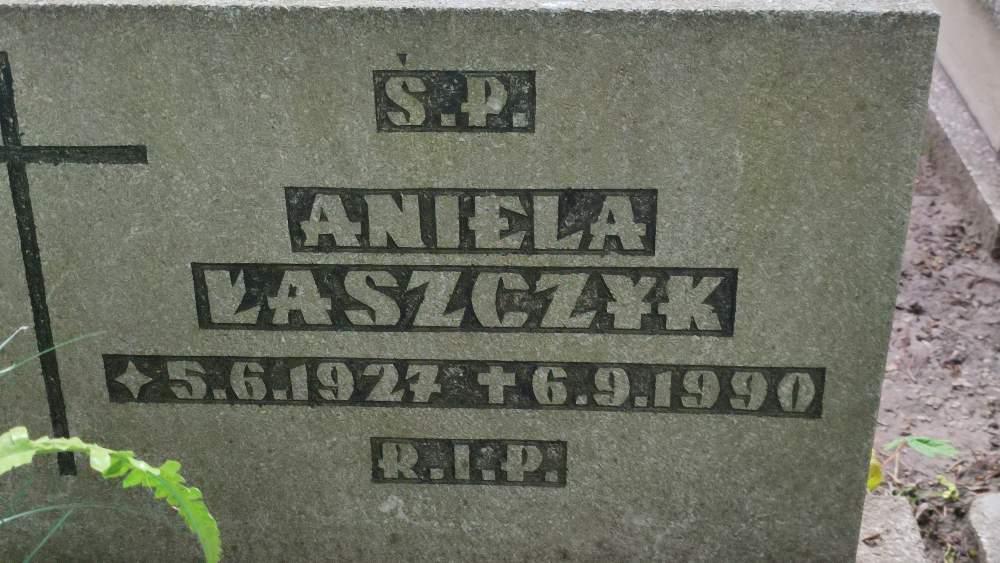 Ś.P.
ANIELA
ŁASZCZYK
✦5.6.1927 ✝6.9.1990
R.I.P.